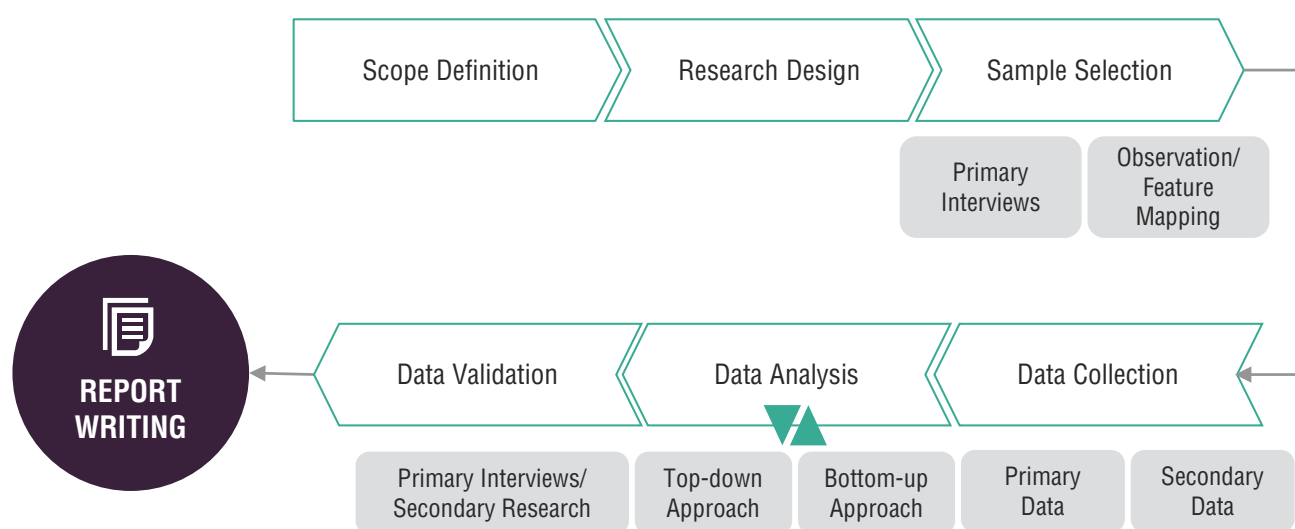 Scope Definition
Research Design
Sample Selection
Primary
Interviews
Observation/
Feature
Mapping
REPORT
WRITING
Data Validation
Data Analysis
Data Collection
Primary Interviews/
Secondary Research
Top-down
Approach
Bottom-up
Approach
Primary
Data
Secondary
Data